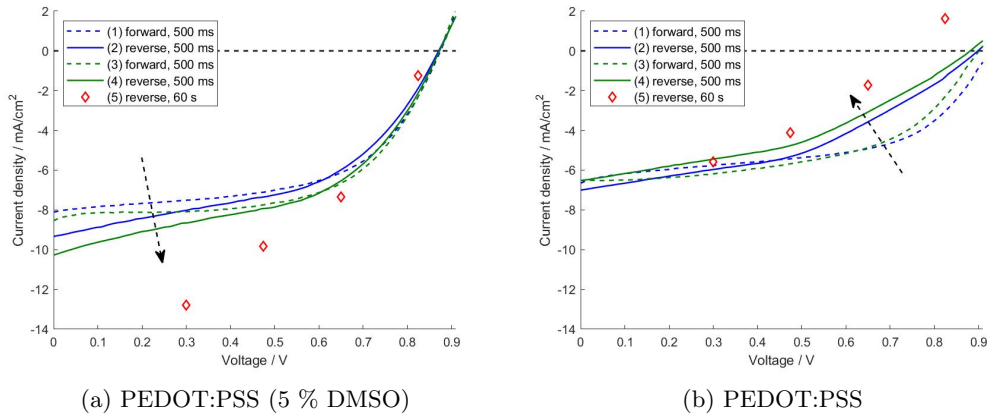 2
0
-2
-4
-6
-8
-10
-12
-14
Current density / mA/cm²
(1) forward, 500 ms
(2) reverse, 500 ms
(3) forward, 500 ms
(4) reverse, 500 ms
(5) reverse, 60 s
0 0.1 0.2 0.3 0.4 0.5 0.6 0.7 0.8 0.9
Voltage / V
(a) PEDOT:PSS (5 % DMSO)
2
0
-2
-4
-6
-8
-10
-12
-14
Current density / mA/cm²
(1) forward, 500 ms
(2) reverse, 500 ms
(3) forward, 500 ms
(4) reverse, 500 ms
(5) reverse, 60 s
0 0.1 0.2 0.3 0.4 0.5 0.6 0.7 0.8 0.9
Voltage / V
(b) PEDOT:PSS